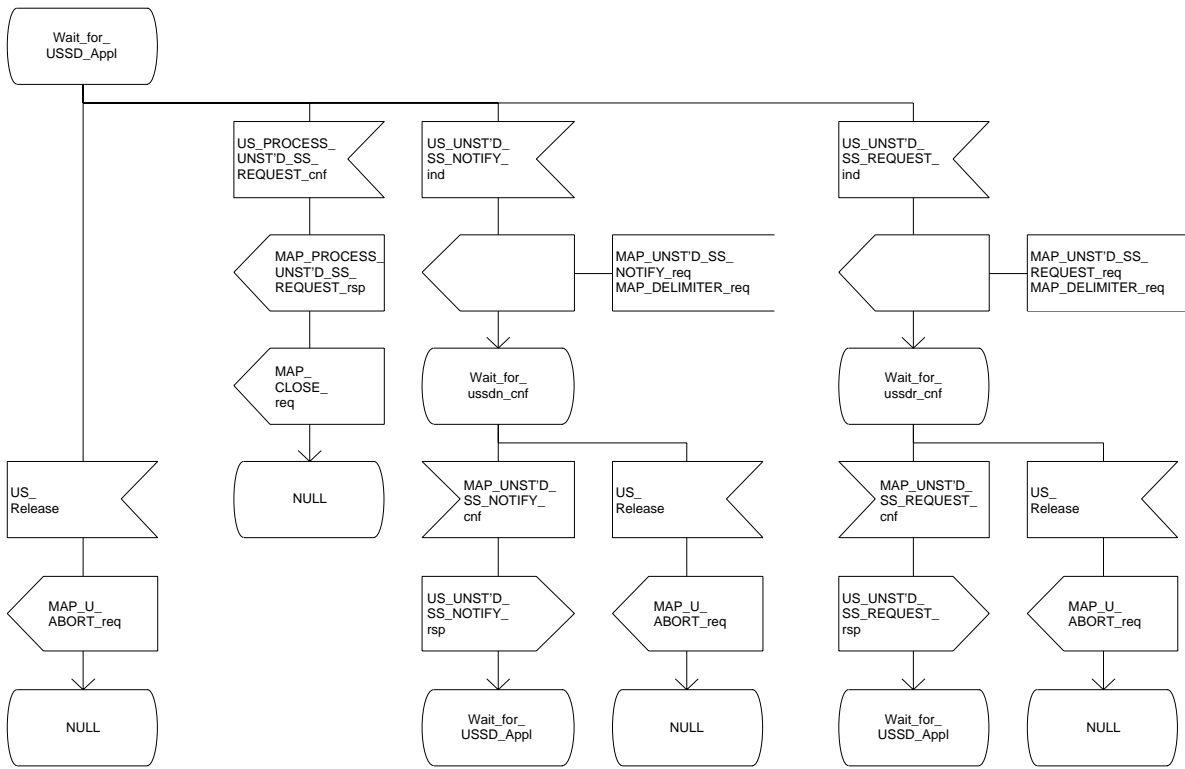 Wait_for_
USSD_Appl
US_PROCESS_
UNST'D_SS_
REQUEST_cnf
US_UNST'D_
SS_NOTIFY_
ind
US_UNST'D_
SS_REQUEST_
ind
MAP_PROCESS_
UNST'D_SS_
REQUEST_rsp
MAP_UNST'D_SS_
NOTIFY_req
MAP_DELIMITER_req
MAP_UNST'D_SS_
REQUEST_req
MAP_DELIMITER_req
MAP_
CLOSE_
req
Wait_for_
ussdn_cnf
Wait_for_
ussdr_cnf
US_
Release
NULL
MAP_UNST'D_
SS_NOTIFY_
cnf
US_
Release
MAP_UNST'D_
SS_REQUEST_
cnf
US_
Release
MAP_U_
ABORT_req
US_UNST'D_
SS_NOTIFY_
rsp
MAP_U_
ABORT_req
US_UNST'D_
SS_REQUEST_
rsp
MAP_U_
ABORT_req
NULL
Wait_for_
USSD_Appl
NULL
Wait_for_
USSD_Appl
NULL